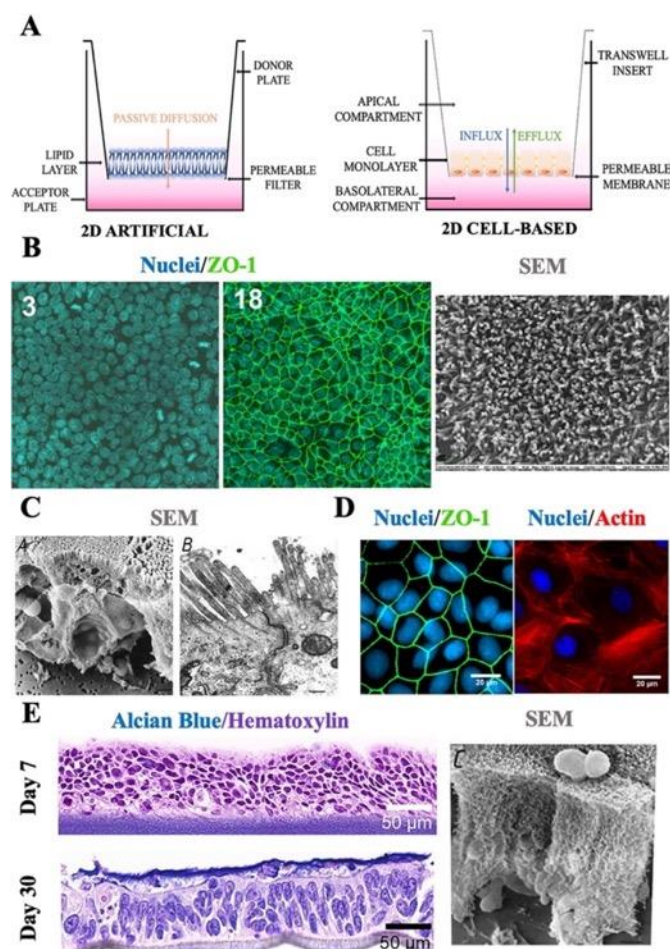 A
DONOR
PLATE
PASSIVE DIFFUSION
LIPID
LAYER
PERMEABLE
FILTER
ACCEPTOR
PLATE
2D ARTIFICIAL
TRANSWELL
INSERT
APICAL
COMPARTMENT
INFLUX
EFFLUX
CELL
MONOLAYER
PERMEABLE
MEMBRANE
BASOLATERAL
COMPARTMENT
2D CELL-BASED
B
Nuclei/ZO-1
SEM
3
18
C
SEM
A
B
D
Nuclei/ZO-1
Nuclei/Actin
20 μm
20 μm
E
Alcian Blue/Hematoxylin
SEM
Day 7
50 μm
Day 30
50 μm
C